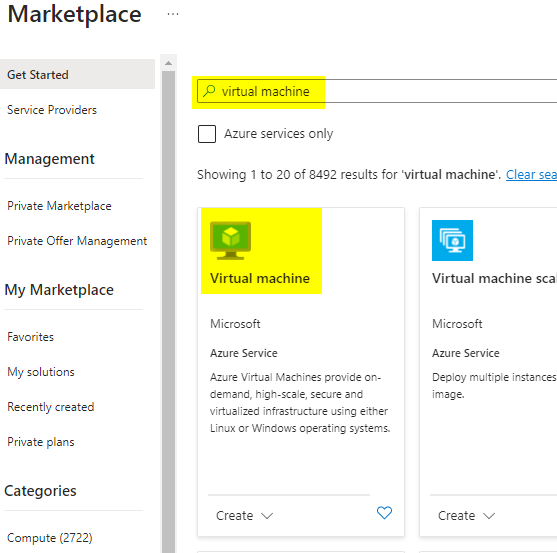 Marketplace ...
Get Started
Service Providers
Management
Private Marketplace
Private Offer Management
My Marketplace
Favorites
My solutions
Recently created
Private plans
Categories
Compute (2722)
virtual machine
Azure services only
Showing 1 to 20 of 8492 results for 'virtual machine'. Clear sea
Virtual machine
Microsoft
Azure Service
Azure Virtual Machines provide on-
demand, high-scale, secure and
virtualized infrastructure using either
Linux or Windows operating systems.
Create
Virtual machine scal
Microsoft
Azure Service
Deploy multiple instances
image.
Create